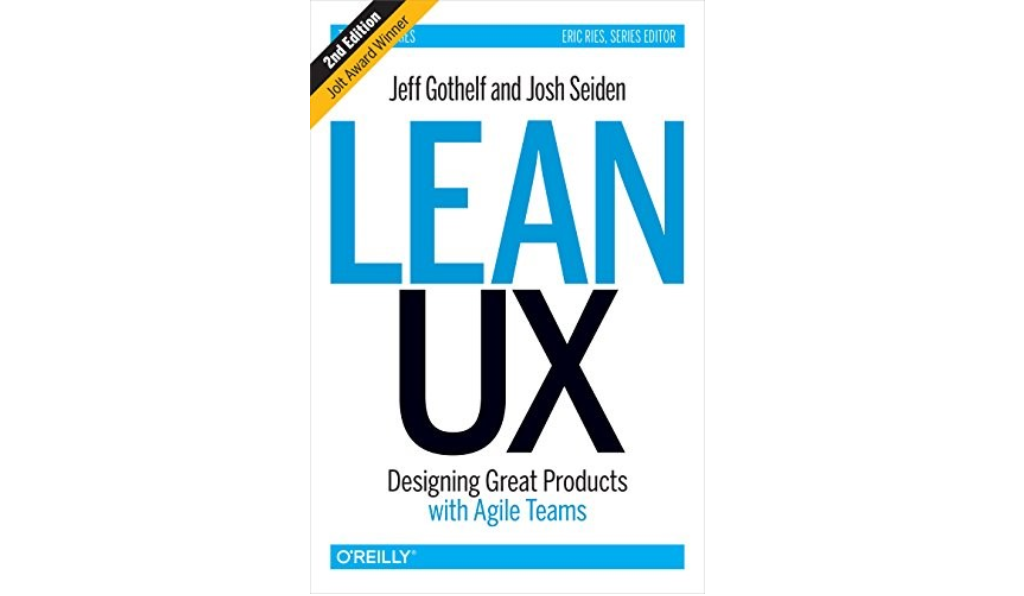 2nd Edition
Jolt Award Winner
ERIC RIES, SERIES EDITOR
Jeff Gothelf and Josh Seiden
LEAN
UX
Designing Great Products
with Agile Teams
O'REILLY®